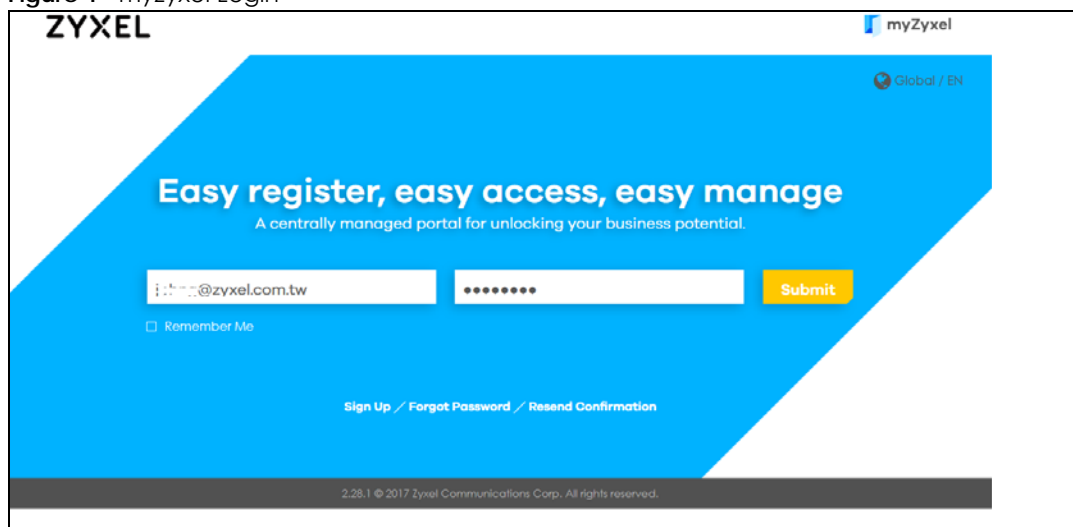 ZYXEL
myZyxel
Global / EN
Easy register, easy access, easy manage
A centrally managed portal for unlocking your business potential.
@zyxel.com.tw
••••••••
Submit
Remember Me
Sign Up / Forgot Password / Resend Confirmation
2.28.1 © 2017 Zyxel Communications Corp. All rights reserved.